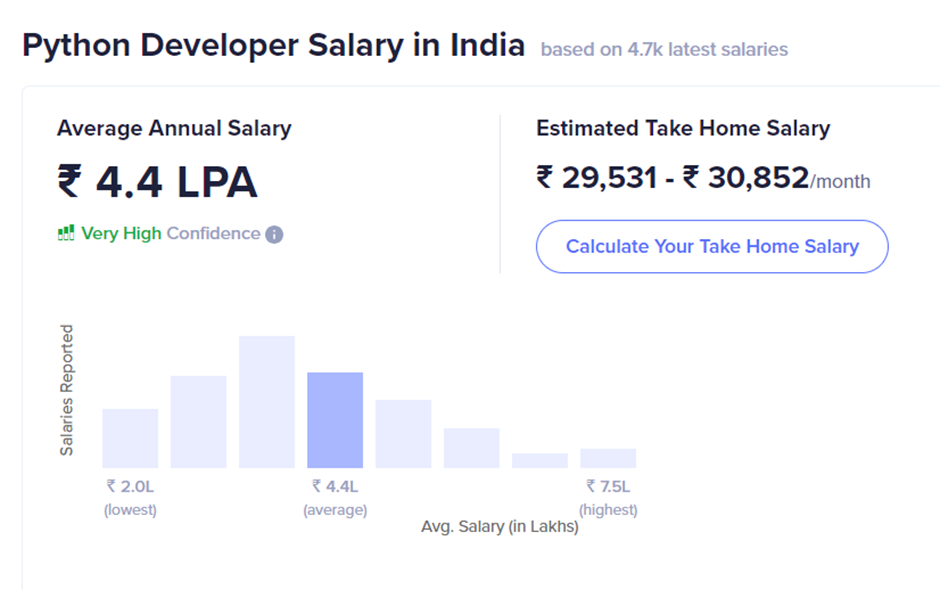 Python Developer Salary in India based on 4.7k latest salaries
Average Annual Salary
₹ 4.4 LPA
Very High Confidence
Estimated Take Home Salary
₹ 29,531 - ₹ 30,852/month
Calculate Your Take Home Salary
Salaries Reported
₹ 2.0L
(lowest)
₹ 4.4L
(average)
₹ 7.5L
(highest)
Avg. Salary (in Lakhs)